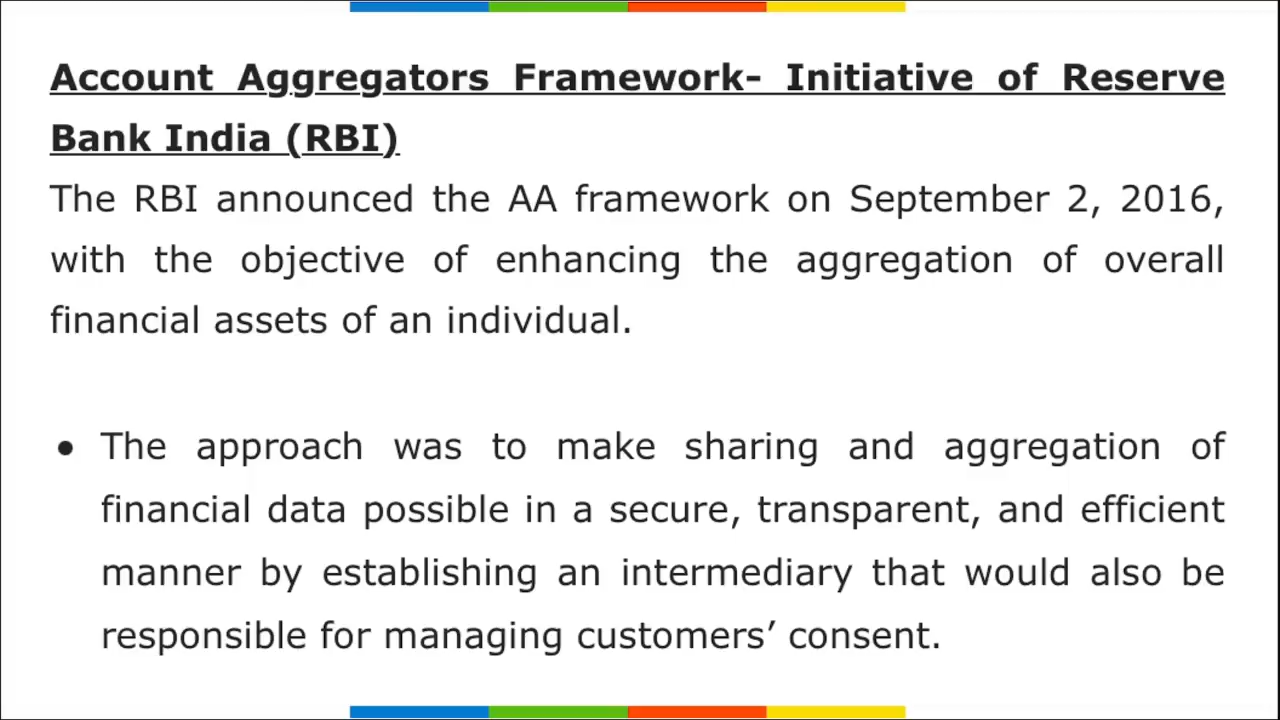 Account Aggregators Framework- Initiative of Reserve
Bank India (RBI)
The RBI announced the AA framework on September 2, 2016,
with the objective of enhancing the aggregation of overall
financial assets of an individual.
● The approach was to make sharing and aggregation of
financial data possible in a secure, transparent, and efficient
manner by establishing an intermediary that would also be
responsible for managing customers’ consent.